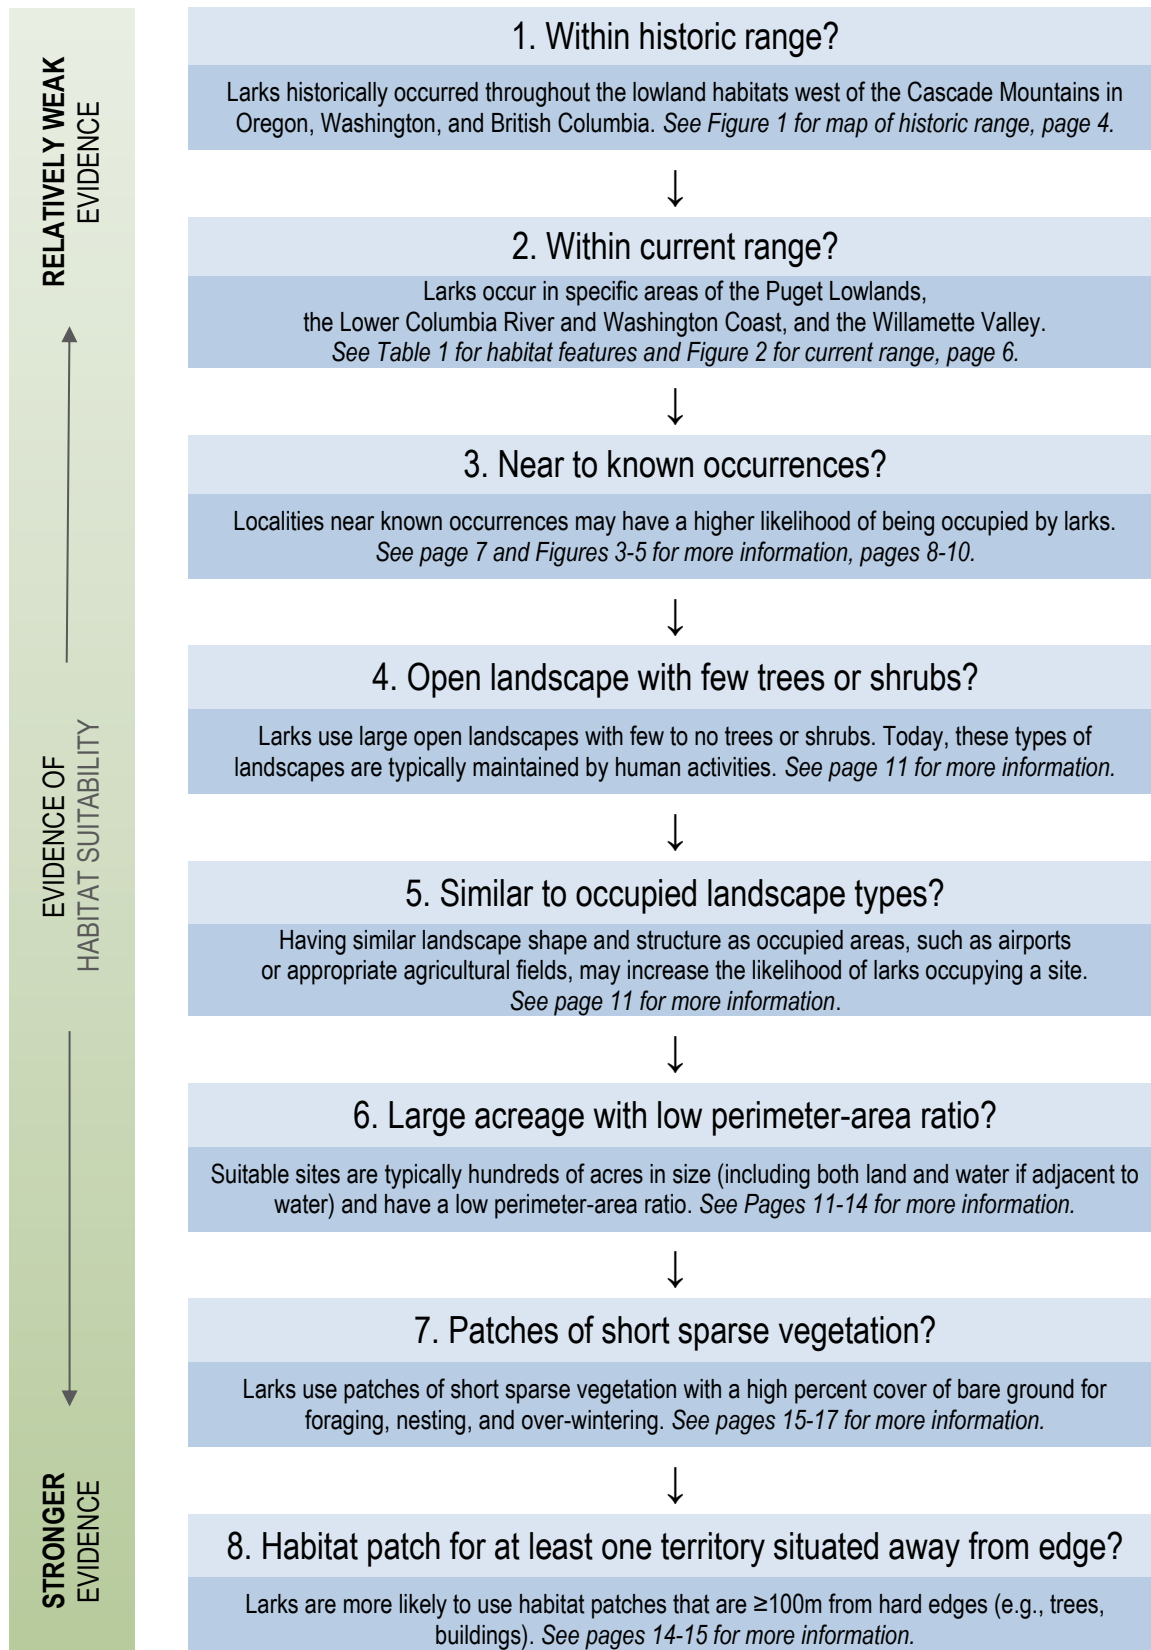 RELATIVELY WEAK
EVIDENCE
EVIDENCE OF
HABITAT SUITABILITY
STRONGER
EVIDENCE
1. Within historic range?
Larks historically occurred throughout the lowland habitats west of the Cascade Mountains in
Oregon, Washington, and British Columbia. See Figure 1 for map of historic range, page 4.
↓
2. Within current range?
Larks occur in specific areas of the Puget Lowlands,
the Lower Columbia River and Washington Coast, and the Willamette Valley.
See Table 1 for habitat features and Figure 2 for current range, page 6.
↓
3. Near to known occurrences?
Localities near known occurrences may have a higher likelihood of being occupied by larks.
See page 7 and Figures 3-5 for more information, pages 8-10.
↓
4. Open landscape with few trees or shrubs?
Larks use large open landscapes with few to no trees or shrubs. Today, these types of
landscapes are typically maintained by human activities. See page 11 for more information.
↓
5. Similar to occupied landscape types?
Having similar landscape shape and structure as occupied areas, such as airports
or appropriate agricultural fields, may increase the likelihood of larks occupying a site.
See page 11 for more information.
↓
6. Large acreage with low perimeter-area ratio?
Suitable sites are typically hundreds of acres in size (including both land and water if adjacent to
water) and have a low perimeter-area ratio. See Pages 11-14 for more information.
↓
7. Patches of short sparse vegetation?
Larks use patches of short sparse vegetation with a high percent cover of bare ground for
foraging, nesting, and over-wintering. See pages 15-17 for more information.
↓
8. Habitat patch for at least one territory situated away from edge?
Larks are more likely to use habitat patches that are ≥100m from hard edges (e.g., trees,
buildings). See pages 14-15 for more information.